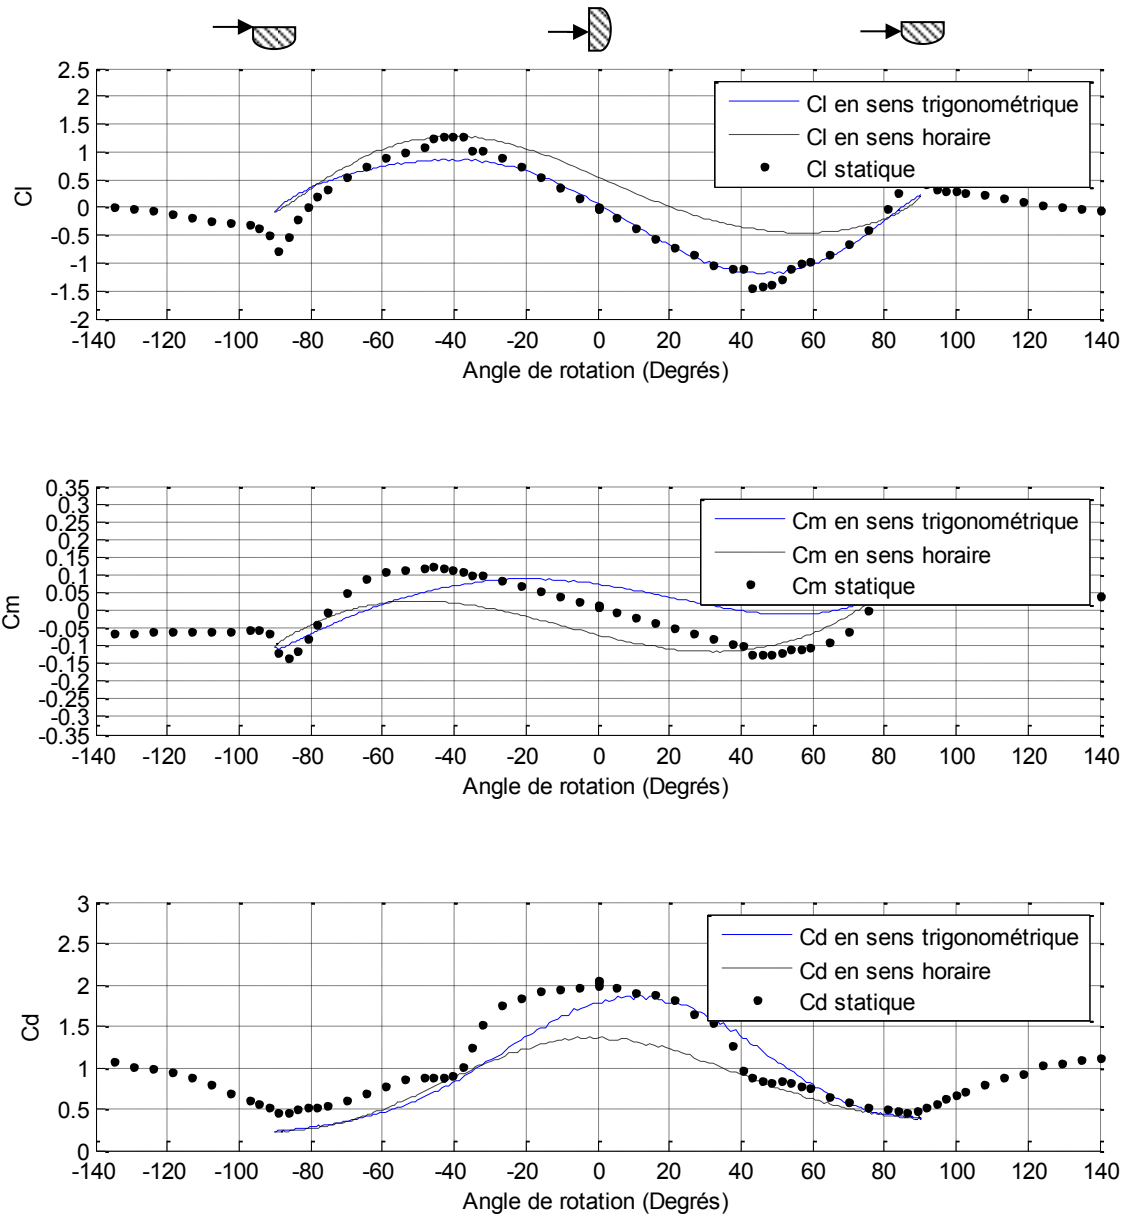 2.5
2
1.5
1
0.5
0
-0.5
-1
-1.5
-2
Cl
Cl en sens trigonométrique
Cl en sens horaire
Cl statique
-140 -120 -100 -80 -60 -40 -20 0 20 40 60 80 100 120 140
Angle de rotation (Degrés)
0.35
0.3
0.25
0.2
0.15
0.1
0.05
0
-0.05
-0.1
-0.15
-0.2
-0.25
-0.3
-0.35
Cm
Cm en sens trigonométrique
Cm en sens horaire
Cm statique
-140 -120 -100 -80 -60 -40 -20 0 20 40 60 80 100 120 140
Angle de rotation (Degrés)
3
2.5
2
1.5
1
0.5
0
Cd
Cd en sens trigonométrique
Cd en sens horaire
Cd statique
-140 -120 -100 -80 -60 -40 -20 0 20 40 60 80 100 120 140
Angle de rotation (Degrés)